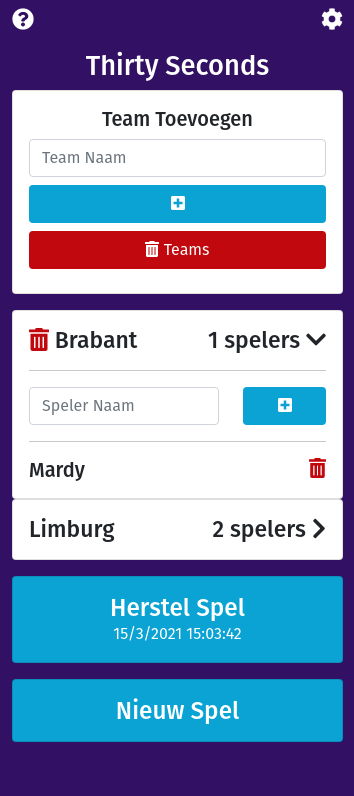 Thirty Seconds
Team Toevoegen
Team Naam
Teams
Brabant 1 spelers
Speler Naam
Mardy
Limburg 2 spelers
Herstel Spel
15/3/2021 15:03:42
Nieuw Spel